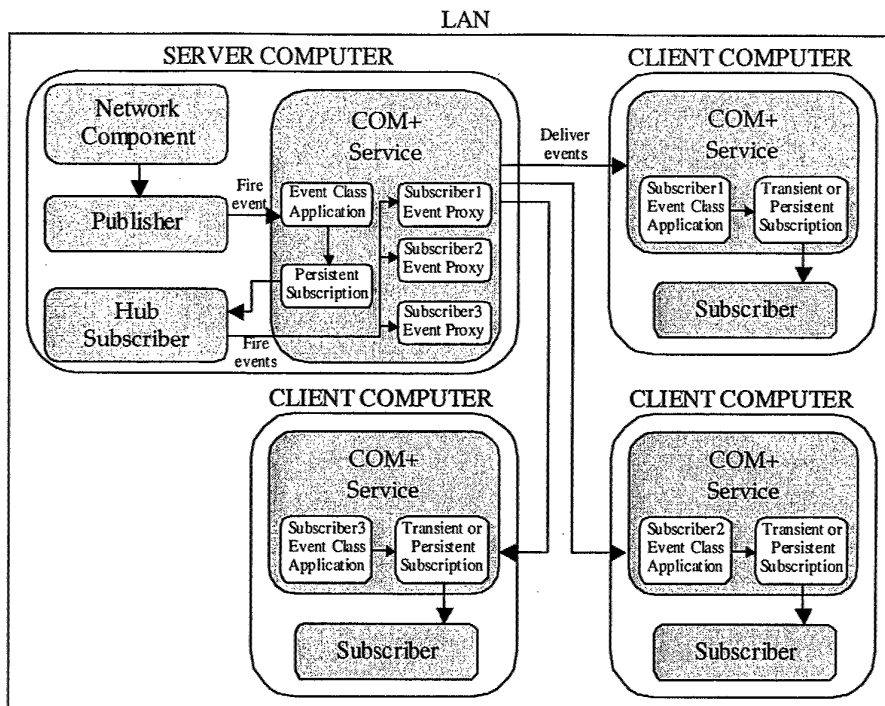 LAN
SERVER COMPUTER
Network
Component
Publisher
Hub
Subscriber
Fire
event
Fire
events
COM+
Service
Event Class
Application
Persistent
Subscription
Subscriber1
Event Proxy
Subscriber2
Event Proxy
Subscriber3
Event Proxy
Deliver
events
CLIENT COMPUTER
COM+
Service
Subscriber1
Event Class
Application
Transient or
Persistent
Subscription
Subscriber
CLIENT COMPUTER
COM+
Service
Subscriber3
Event Class
Application
Transient or
Persistent
Subscription
Subscriber
CLIENT COMPUTER
COM+
Service
Subscriber2
Event Class
Application
Transient or
Persistent
Subscription
Subscriber